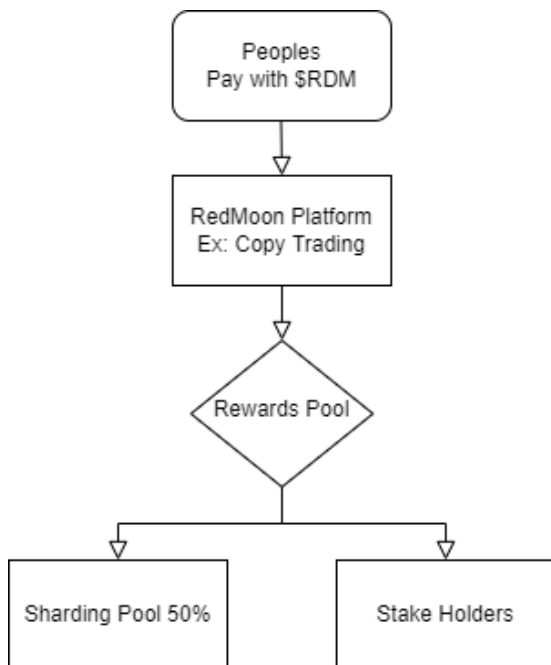 Peoples
Pay with $RDM
RedMoon Platform
Ex: Copy Trading
Rewards Pool
Sharding Pool 50%
Stake Holders